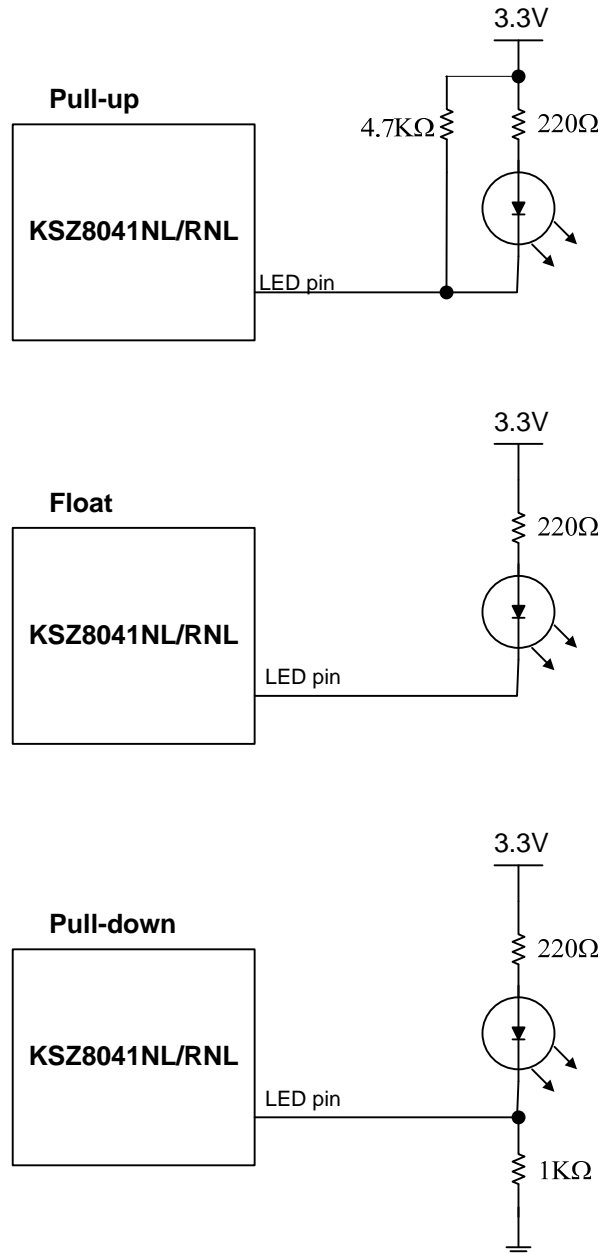 3.3V
Pull-up
4.7KΩ
220Ω
KSZ8041NL/RNL
LED pin
3.3V
Float
220Ω
KSZ8041NL/RNL
LED pin
3.3V
Pull-down
220Ω
KSZ8041NL/RNL
LED pin
1KΩ